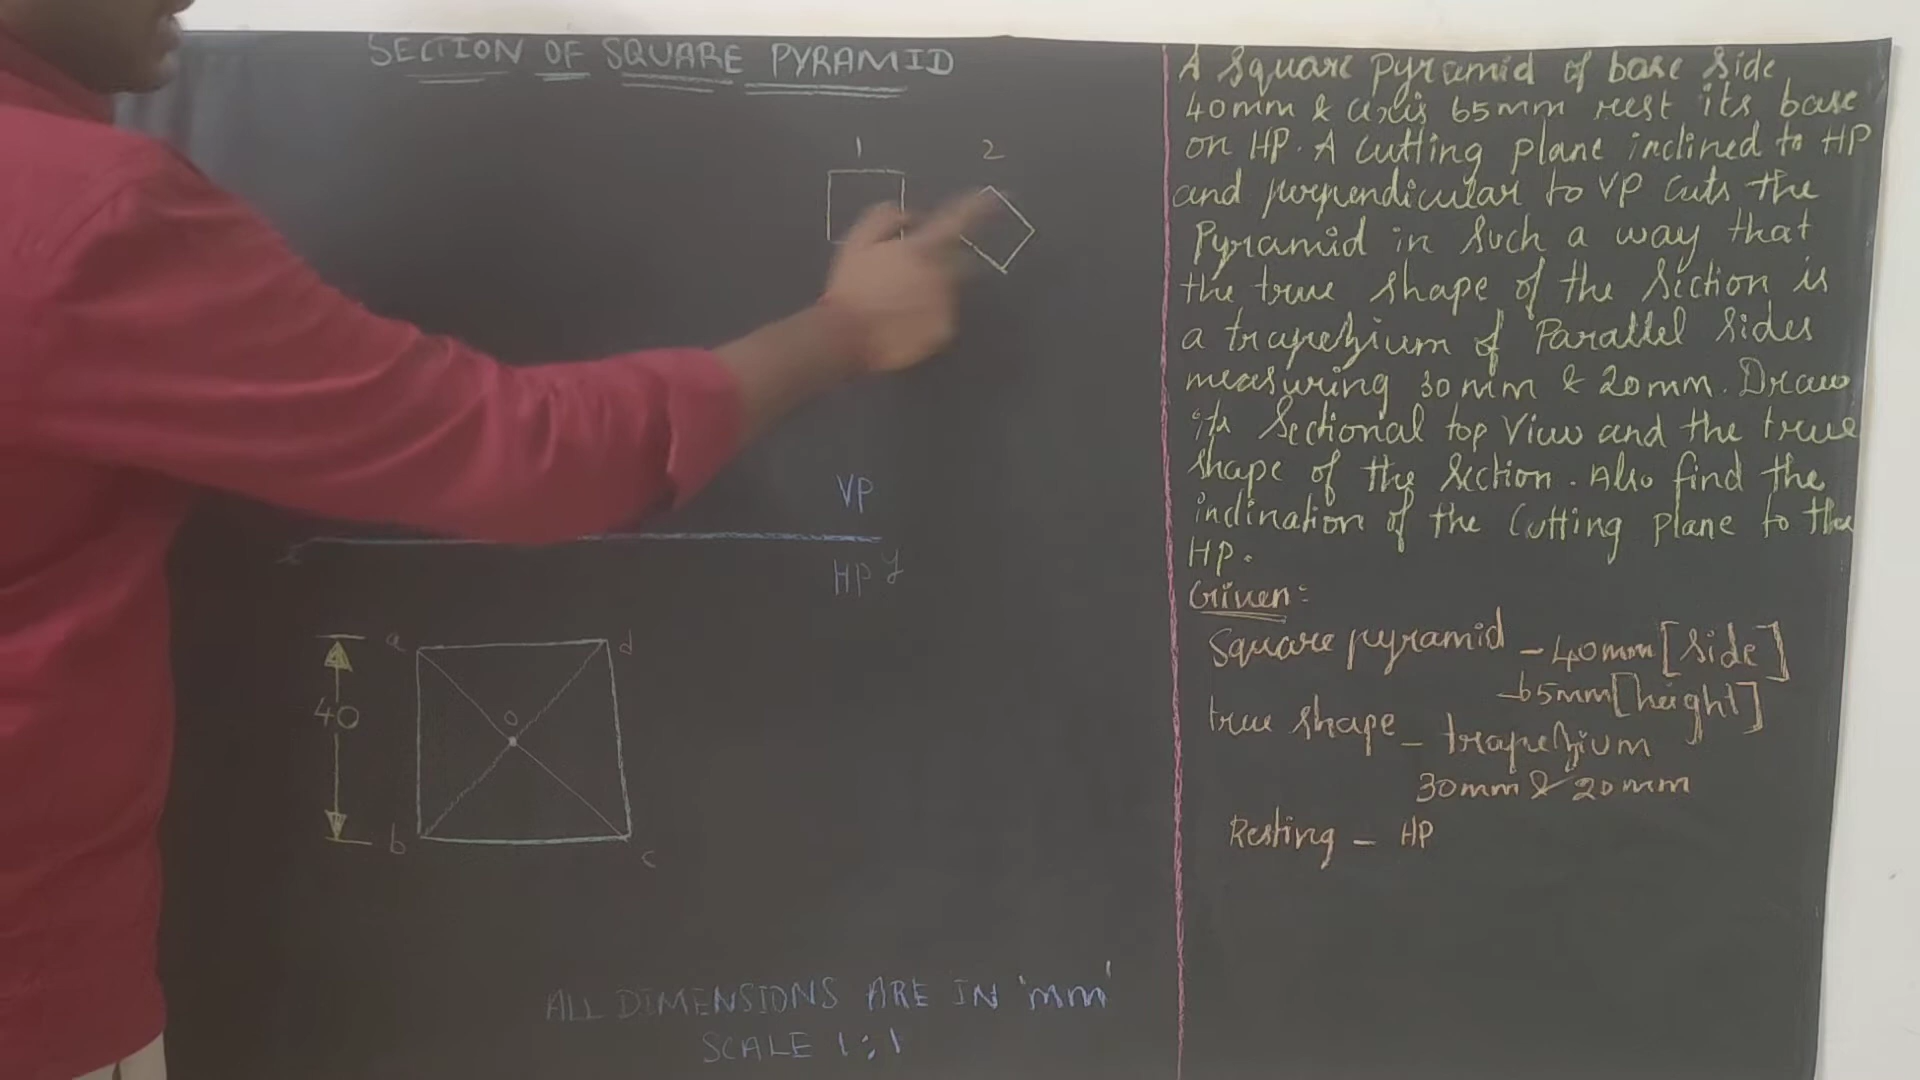 SECTION OF SQUARE PYRAMID
1 2
VP
x HP y
a d
40 o
b c
ALL DIMENSIONS ARE IN 'mm'
SCALE 1:1
A Square pyramid of base side
40mm & axis 65mm rest its base
on HP. A cutting plane inclined to HP
and perpendicular to VP cuts the
Pyramid in such a way that
the true shape of the Section is
a trapezium of Parallel Sides
measuring 30mm & 20mm. Draw
its Sectional top View and the true
shape of the Section. Also find the
inclination of the Cutting plane to the
HP.
Given:
Square pyramid - 40mm [Side]
-65mm [height]
true shape - trapezium
30mm & 20mm
Resting - HP